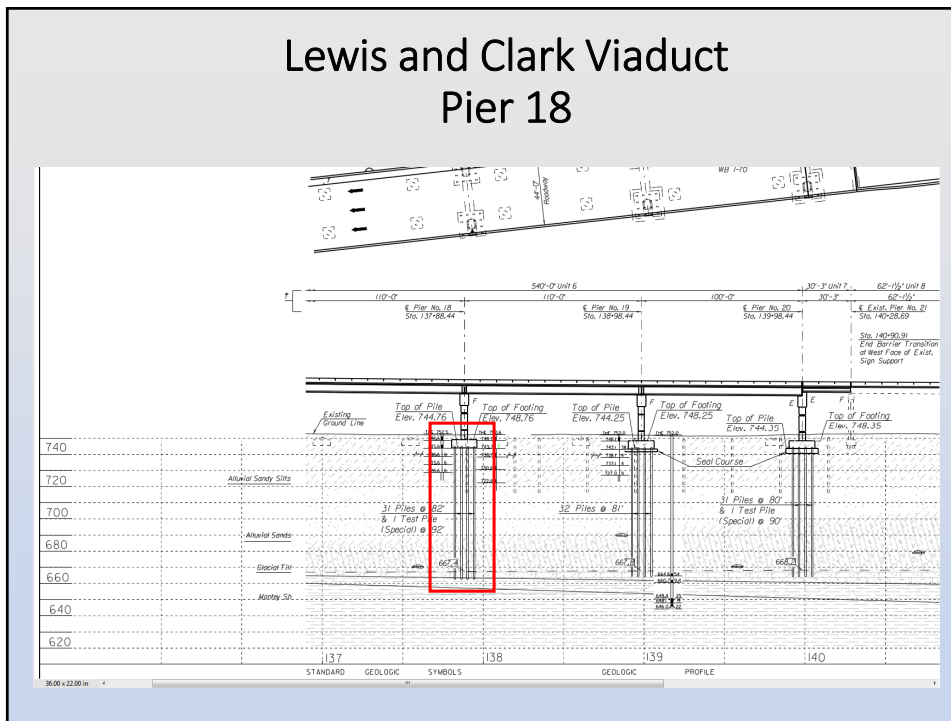 Lewis and Clark Viaduct
Pier 18
WB I-70
44'-0"
Roadway
540'-0" Unit 6
30'-3" Unit 7
62'-1½" Unit 8
110'-0"
110'-0"
100'-0"
30'-3"
62'-1½"
℄ Pier No. 18
Sta. 137+88.44
℄ Pier No. 19
Sta. 138+98.44
℄ Pier No. 20
Sta. 139+98.44
℄ Exist. Pier No. 21
Sta. 140+28.69
Sta. 140+90.91
End Barrier Transition
at West Face of Exist.
Sign Support
F
F
E
E
F
Existing
Ground Line
Top of Pile
Elev. 744.76
Top of Footing
Elev. 748.76
Top of Pile
Elev. 744.25
Top of Footing
Elev. 748.25
Top of Pile
Elev. 744.35
Top of Footing
Elev. 748.35
Seal Course
740
720
700
680
660
640
620
Alluvial Sandy Silts
Alluvial Sands
Glacial Till
31 Piles @ 82'
& 1 Test Pile
(Special) @ 92'
32 Piles @ 81'
31 Piles @ 80'
& 1 Test Pile
(Special) @ 90'
667.4
668.2
137
138
139
140
STANDARD GEOLOGIC SYMBOLS
GEOLOGIC PROFILE
36.00 x 22.00 in